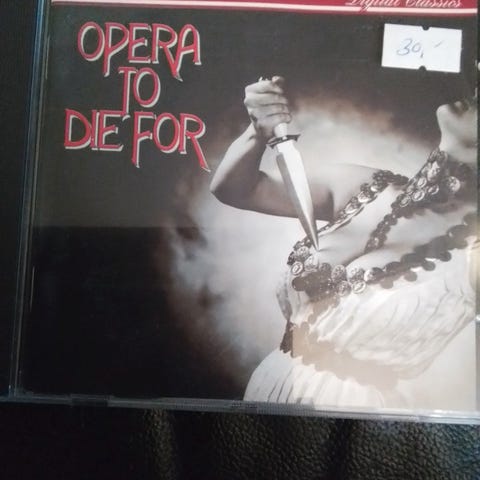 Digital Classics
30,-
OPERA
TO
DIE FOR